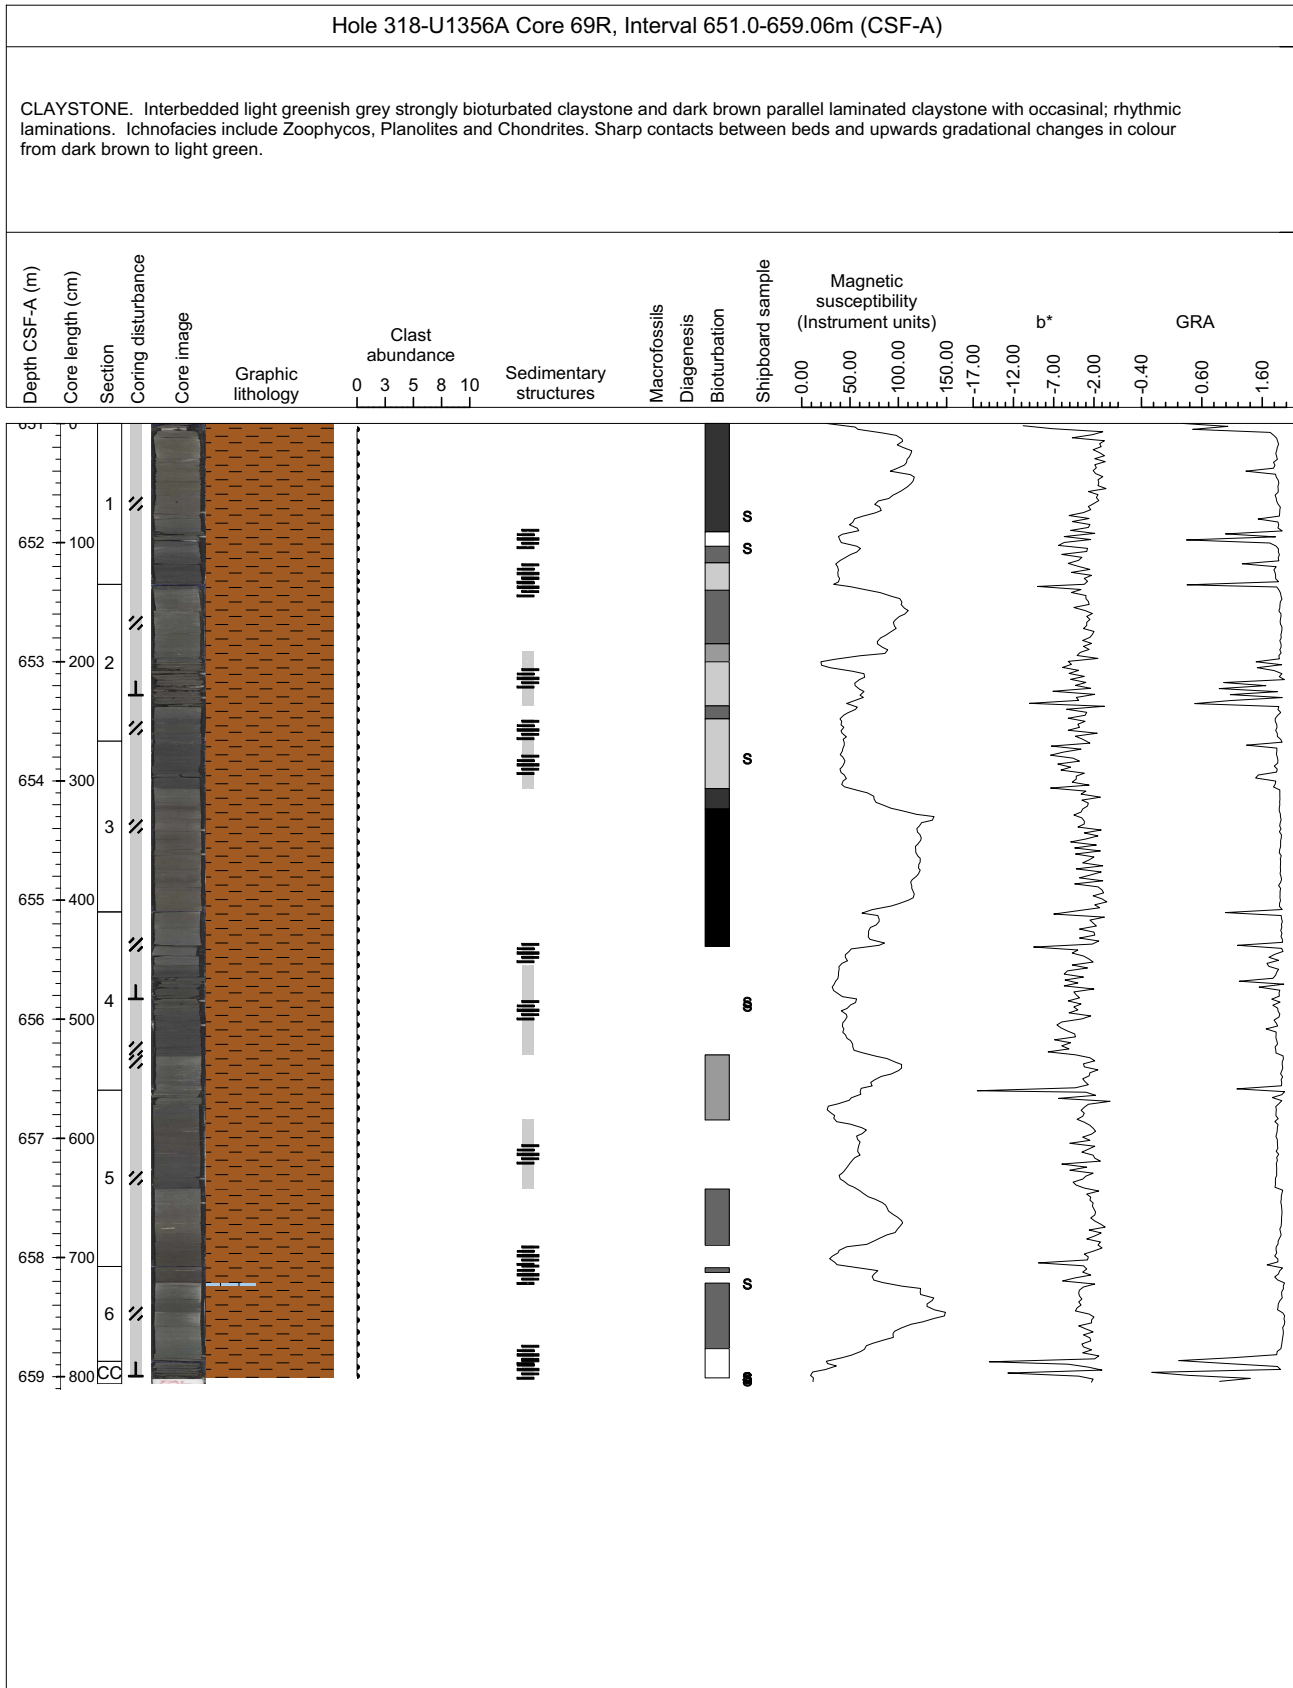 Hole 318-U1356A Core 69R, Interval 651.0-659.06m (CSF-A)
CLAYSTONE. Interbedded light greenish grey strongly bioturbated claystone and dark brown parallel laminated claystone with occasinal; rhythmic
laminations. Ichnofacies include Zoophycos, Planolites and Chondrites. Sharp contacts between beds and upwards gradational changes in colour
from dark brown to light green.
Depth CSF-A (m)
Core length (cm)
Section
Coring disturbance
Core image
Graphic
lithology
Clast
abundance
0 3 5 8 10
Sedimentary
structures
Macrofossils
Diagenesis
Bioturbation
Shipboard sample
Magnetic
susceptibility
(Instrument units)
0.00 50.00 100.00 150.00
b*
-17.00 -12.00 -7.00 -2.00
GRA
-0.40 0.60 1.60
651 0
1
S
652 100
S
653 200
2
S
654 300
3
655 400
4
S
S
656 500
657 600
5
658 700
S
6
659 800
CC
S
S